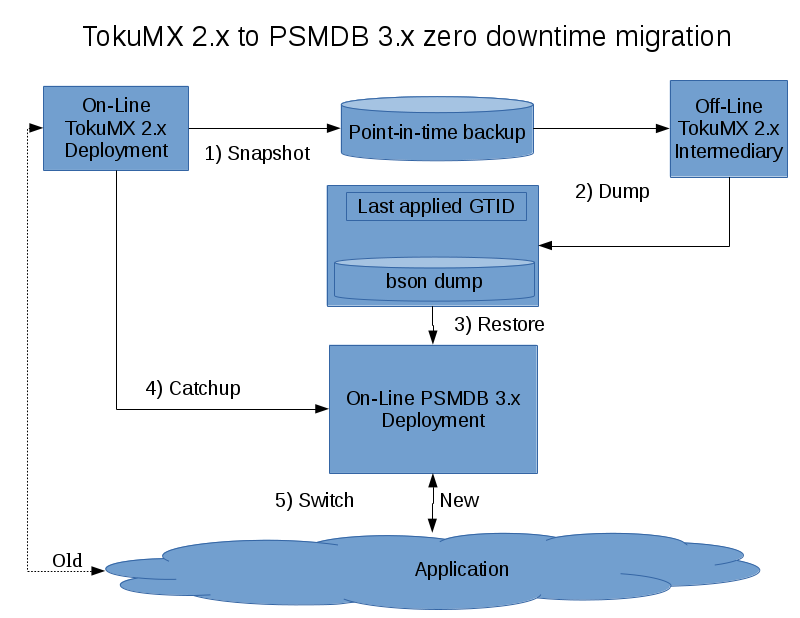 TokuMX 2.x to PSMDB 3.x zero downtime migration
On-Line
TokuMX 2.x
Deployment
1) Snapshot
Point-in-time backup
Off-Line
TokuMX 2.x
Intermediary
2) Dump
Last applied GTID
bson dump
3) Restore
4) Catchup
On-Line PSMDB 3.x
Deployment
5) Switch
New
Old
Application